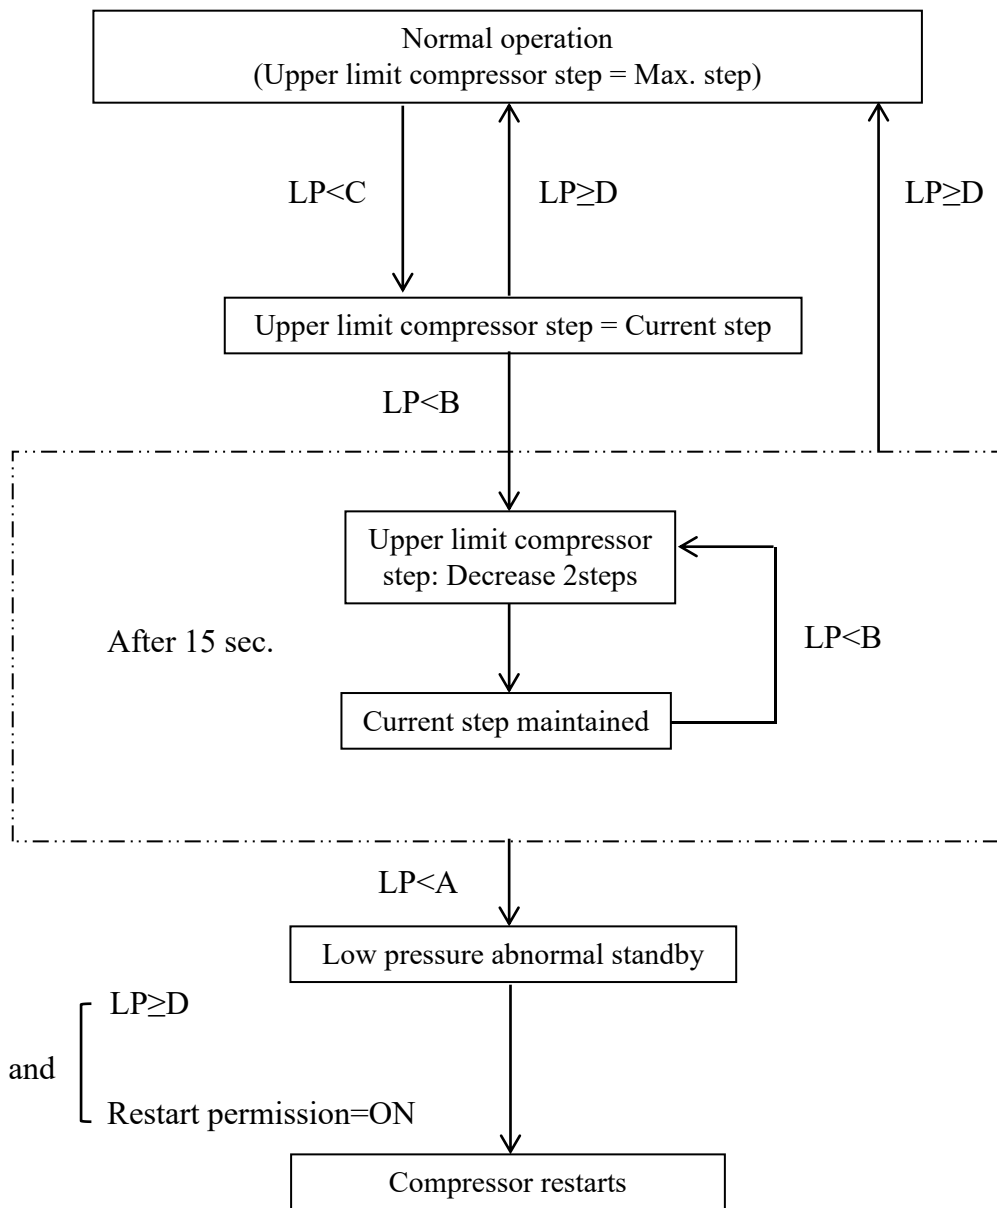 Normal operation
(Upper limit compressor step = Max. step)
LP<C
LP≥D
LP≥D
Upper limit compressor step = Current step
LP<B
Upper limit compressor
step: Decrease 2steps
After 15 sec.
LP<B
Current step maintained
LP<A
Low pressure abnormal standby
LP≥D
and
Restart permission=ON
Compressor restarts